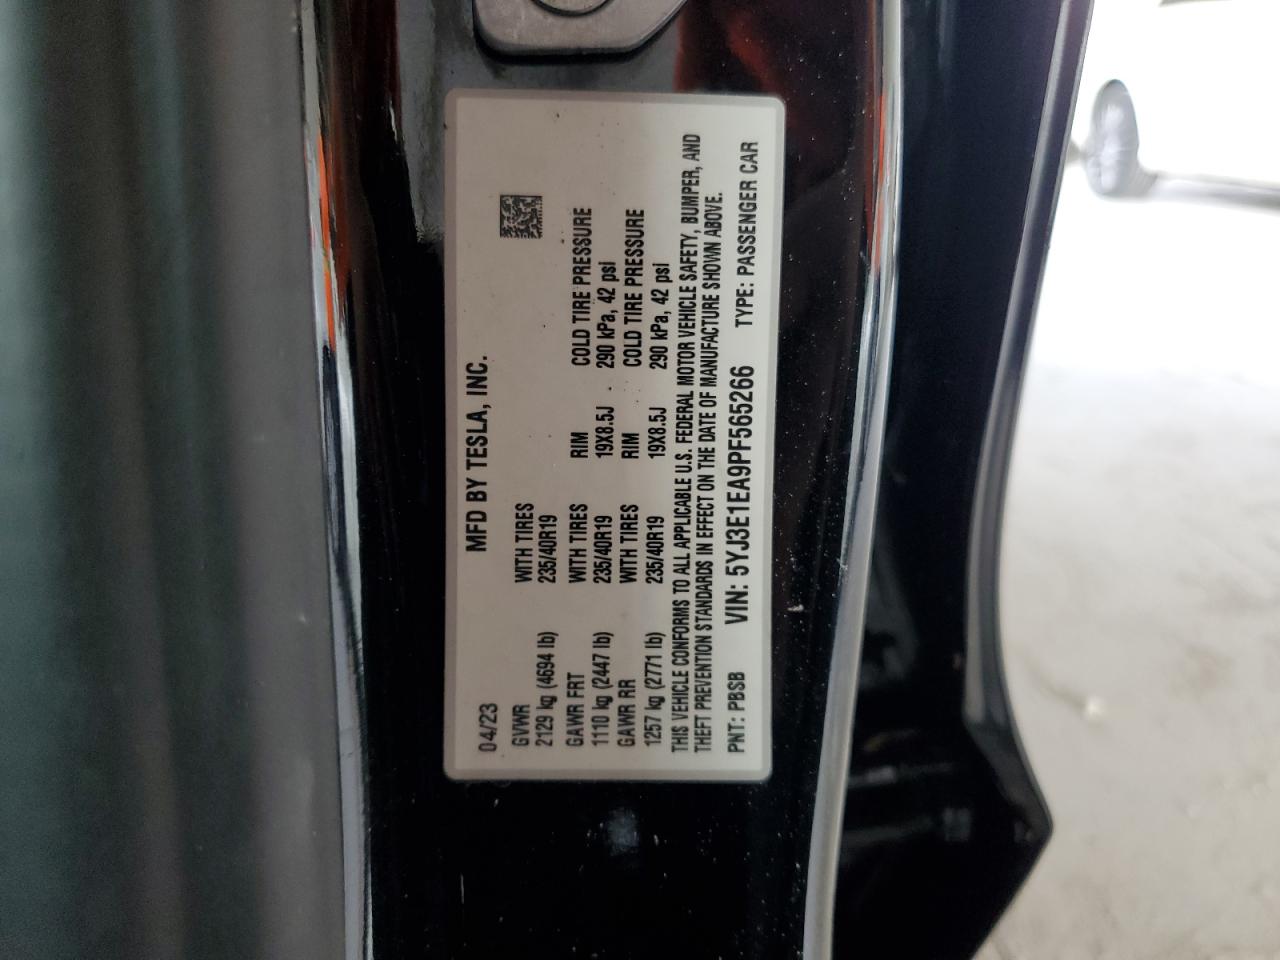 MFD BY TESLA, INC.
04/23
GVWR WITH TIRES
2129 kg (4694 lb) 235/40R19
GAWR FRT WITH TIRES RIM COLD TIRE PRESSURE
1110 kg (2447 lb) 235/40R19 19X8.5J 290 kPa, 42 psi
GAWR RR WITH TIRES RIM COLD TIRE PRESSURE
1257 kg (2771 lb) 235/40R19 19X8.5J 290 kPa, 42 psi
THIS VEHICLE CONFORMS TO ALL APPLICABLE U.S. FEDERAL MOTOR VEHICLE SAFETY, BUMPER, AND
THEFT PREVENTION STANDARDS IN EFFECT ON THE DATE OF MANUFACTURE SHOWN ABOVE.
PNT: PBSB VIN: 5YJ3E1EA9PF565266 TYPE: PASSENGER CAR